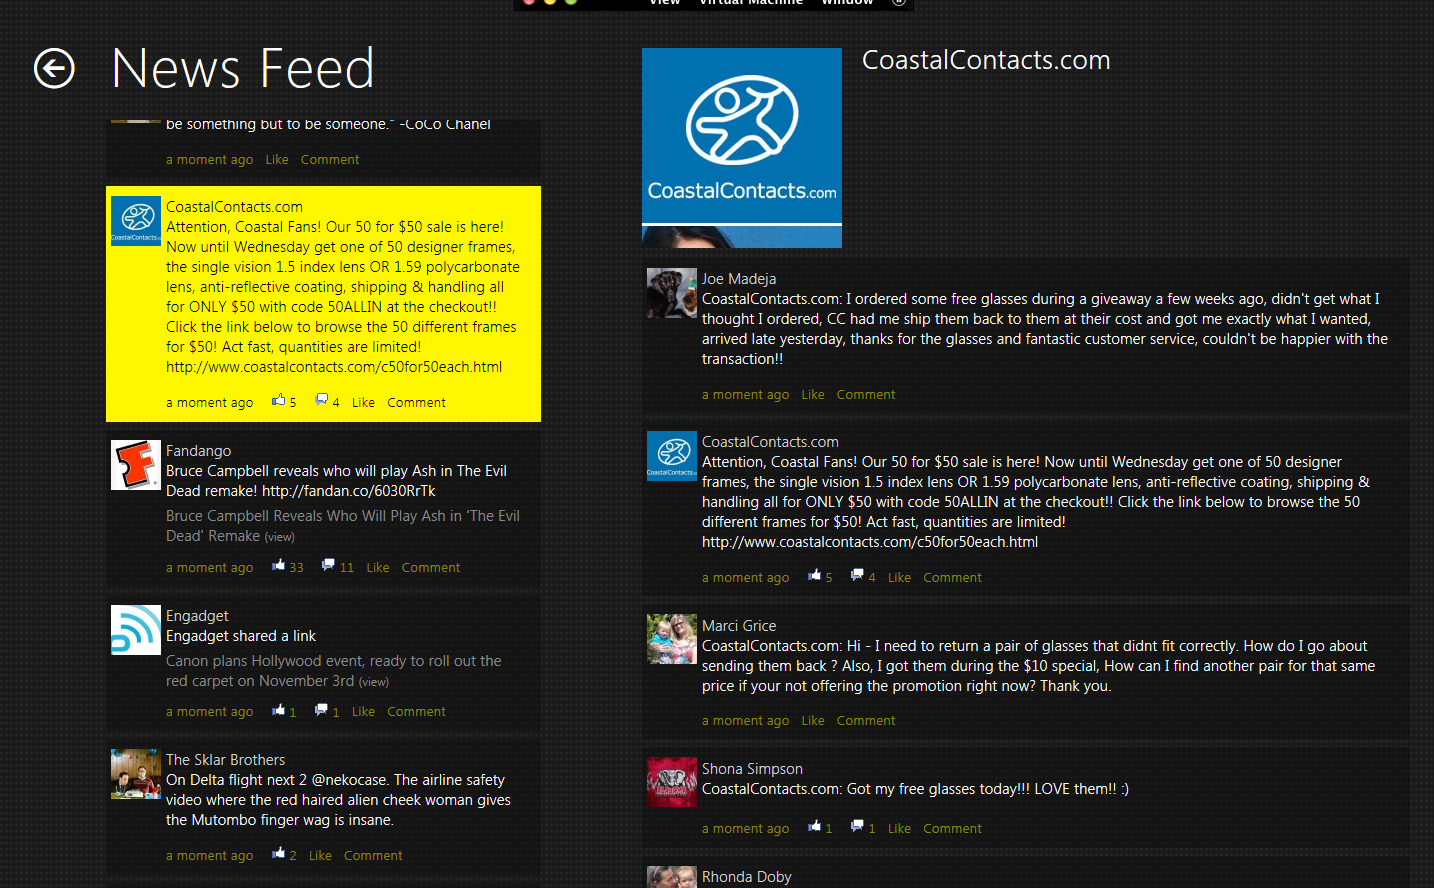 View Virtual Machine Window
News Feed
be something but to be someone." -CoCo Chanel
a moment ago Like Comment
CoastalContacts.com
CoastalContacts.com
Attention, Coastal Fans! Our 50 for $50 sale is here!
Now until Wednesday get one of 50 designer frames,
the single vision 1.5 index lens OR 1.59 polycarbonate
lens, anti-reflective coating, shipping & handling all
for ONLY $50 with code 50ALLIN at the checkout!!
Click the link below to browse the 50 different frames
for $50! Act fast, quantities are limited!
http://www.coastalcontacts.com/c50for50each.html
a moment ago 5 4 Like Comment
Fandango
Bruce Campbell reveals who will play Ash in The Evil
Dead remake! http://fandan.co/6030RrTk
Bruce Campbell Reveals Who Will Play Ash in 'The Evil
Dead' Remake (view)
a moment ago 33 11 Like Comment
Engadget
Engadget shared a link
Canon plans Hollywood event, ready to roll out the
red carpet on November 3rd (view)
a moment ago 1 1 Like Comment
The Sklar Brothers
On Delta flight next 2 @nekocase. The airline safety
video where the red haired alien cheek woman gives
the Mutombo finger wag is insane.
a moment ago 2 Like Comment
CoastalContacts.com
CoastalContacts.com
Joe Madeja
CoastalContacts.com: I ordered some free glasses during a giveaway a few weeks ago, didn't get what I
thought I ordered, CC had me ship them back to them at their cost and got me exactly what I wanted,
arrived late yesterday, thanks for the glasses and fantastic customer service, couldn't be happier with the
transaction!!
a moment ago Like Comment
CoastalContacts.com
Attention, Coastal Fans! Our 50 for $50 sale is here! Now until Wednesday get one of 50 designer
frames, the single vision 1.5 index lens OR 1.59 polycarbonate lens, anti-reflective coating, shipping &
handling all for ONLY $50 with code 50ALLIN at the checkout!! Click the link below to browse the 50
different frames for $50! Act fast, quantities are limited!
http://www.coastalcontacts.com/c50for50each.html
a moment ago 5 4 Like Comment
Marci Grice
CoastalContacts.com: Hi - I need to return a pair of glasses that didnt fit correctly. How do I go about
sending them back ? Also, I got them during the $10 special, How can I find another pair for that same
price if your not offering the promotion right now? Thank you.
a moment ago Like Comment
Shona Simpson
CoastalContacts.com: Got my free glasses today!!! LOVE them!! :)
a moment ago 1 1 Like Comment
Rhonda Doby